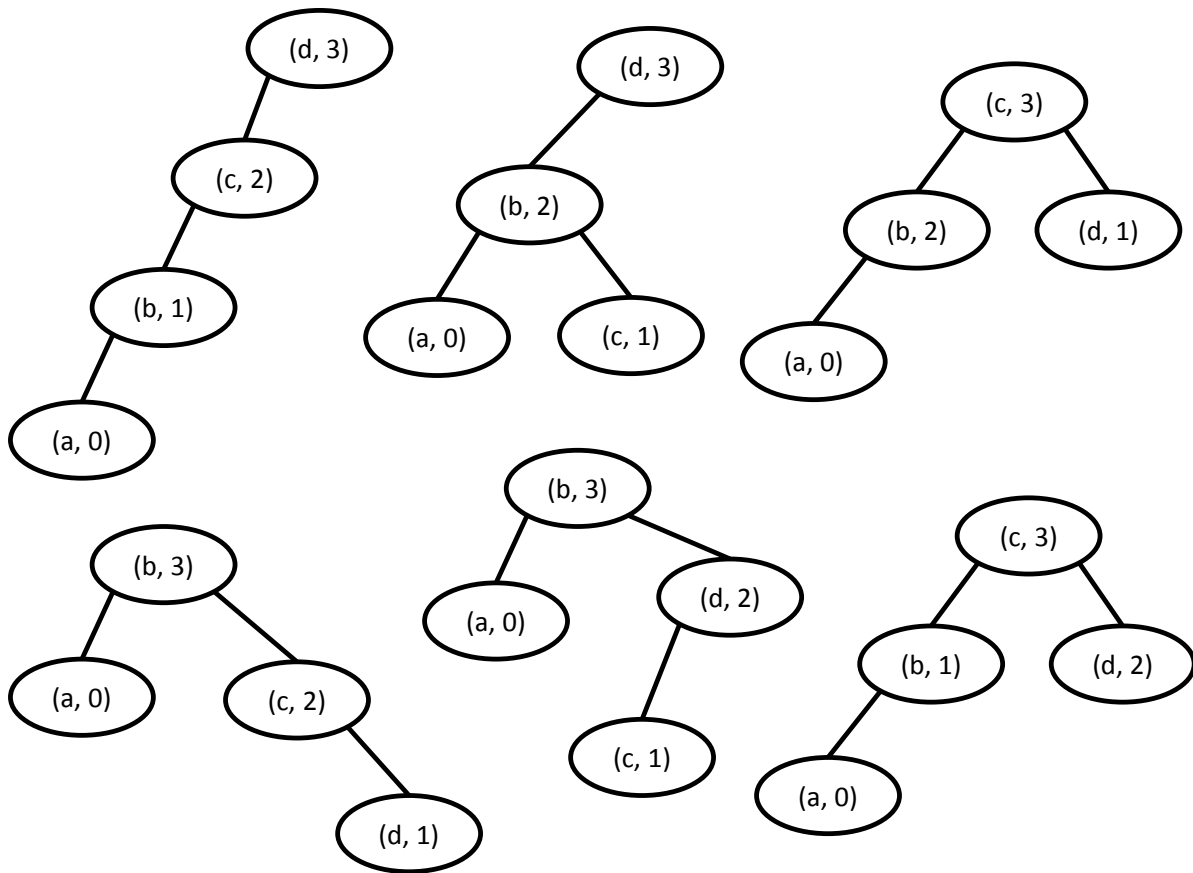 (d, 3)
(c, 2)
(b, 1)
(a, 0)
(d, 3)
(b, 2)
(a, 0)
(c, 1)
(c, 3)
(b, 2)
(d, 1)
(a, 0)
(b, 3)
(a, 0)
(c, 2)
(d, 1)
(b, 3)
(a, 0)
(d, 2)
(c, 1)
(c, 3)
(b, 1)
(d, 2)
(a, 0)